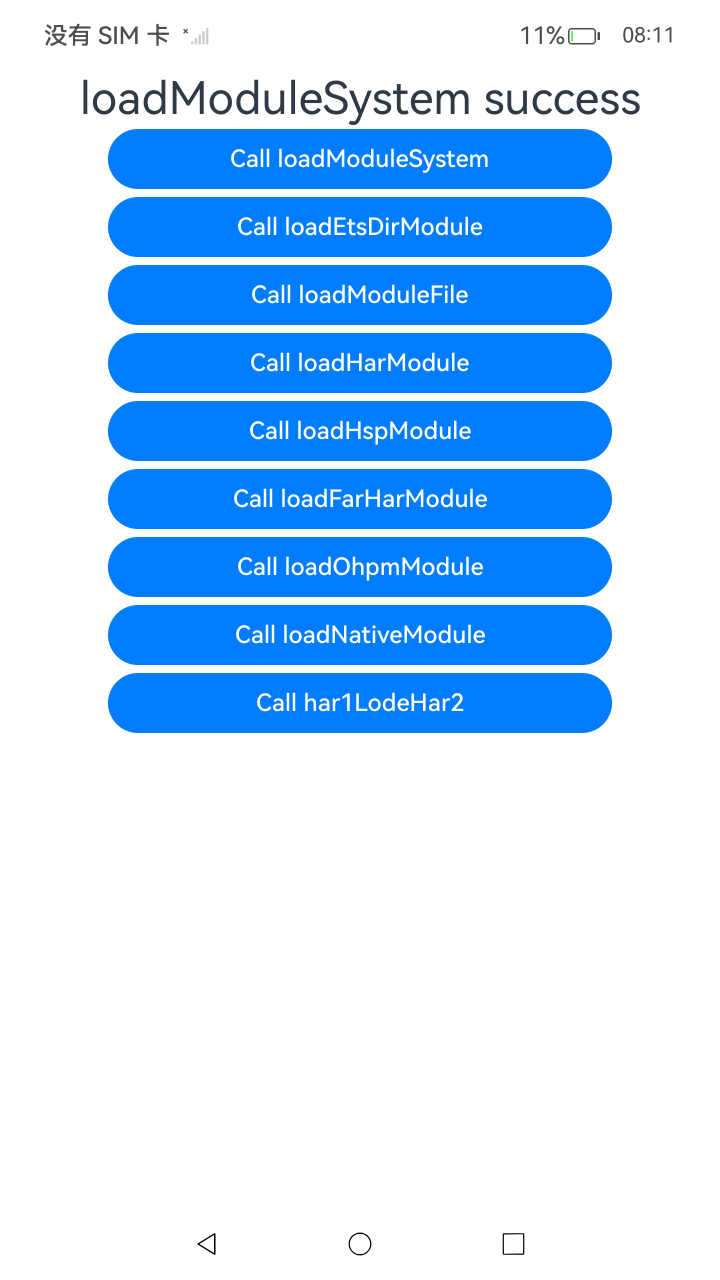 没有 SIM 卡 11% 08:11
loadModuleSystem success
Call loadModuleSystem
Call loadEtsDirModule
Call loadModuleFile
Call loadHarModule
Call loadHspModule
Call loadFarHarModule
Call loadOhpmModule
Call loadNativeModule
Call har1LodeHar2